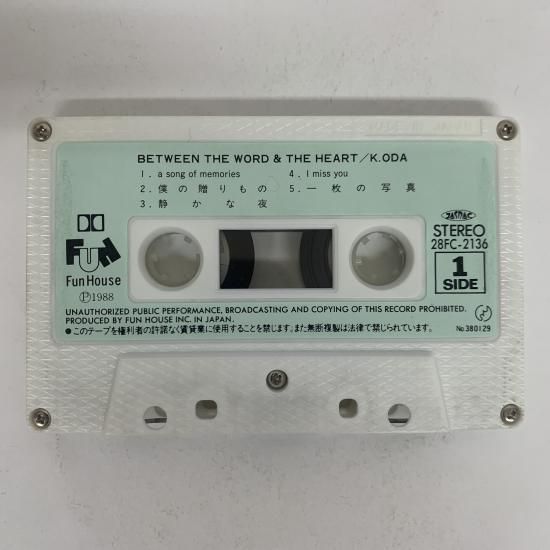 BETWEEN THE WORD & THE HEART/K.ODA
1. a song of memories
2. 僕の贈りもの
3. 静かな夜
4. I miss you
5. 一枚の写真
JASRAC
STEREO
28FC-2136
1
SIDE
FUN
Fun House
Ⓟ1988
UNAUTHORIZED PUBLIC PERFORMANCE, BROADCASTING AND COPYING OF THIS RECORD PROHIBITED.
PRODUCED BY FUN HOUSE INC. IN JAPAN.
●このテープを権利者の許諾なく賃貸業に使用することを禁じます。また無断複製は法律で禁じられています。
No.380129